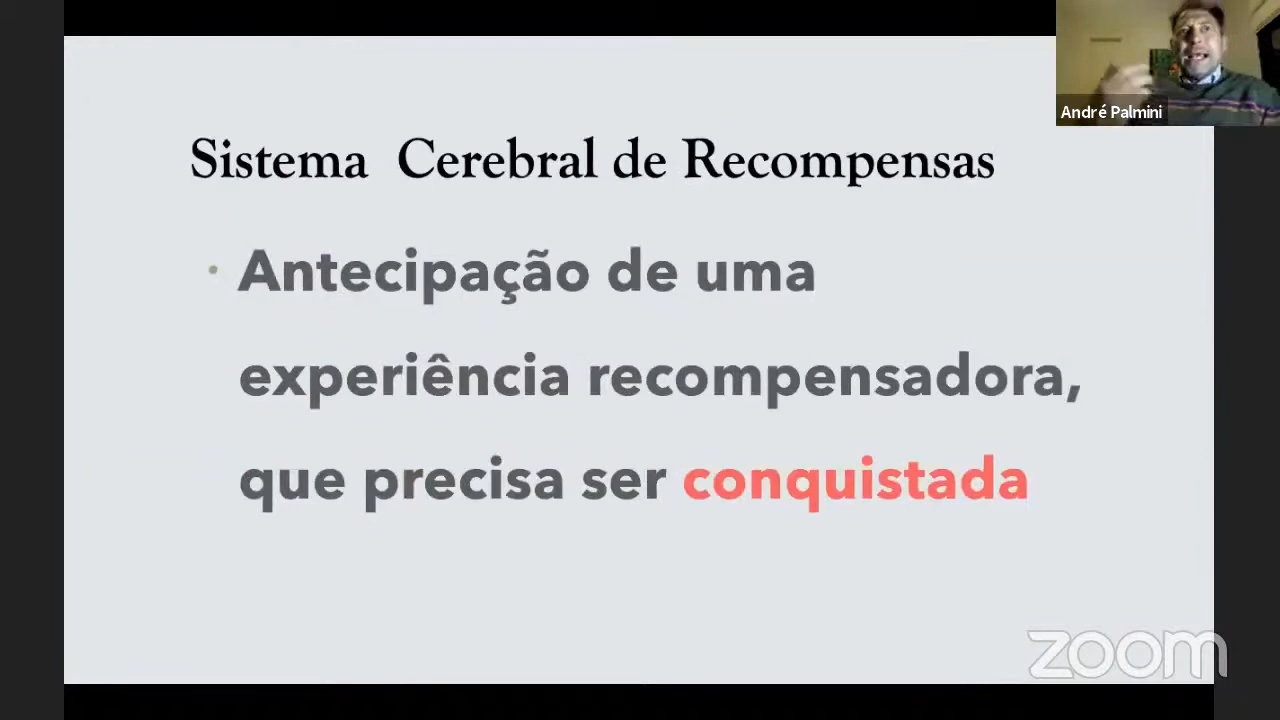 André Palmini
Sistema Cerebral de Recompensas
• Antecipação de uma
experiência recompensadora,
que precisa ser conquistada
zoom